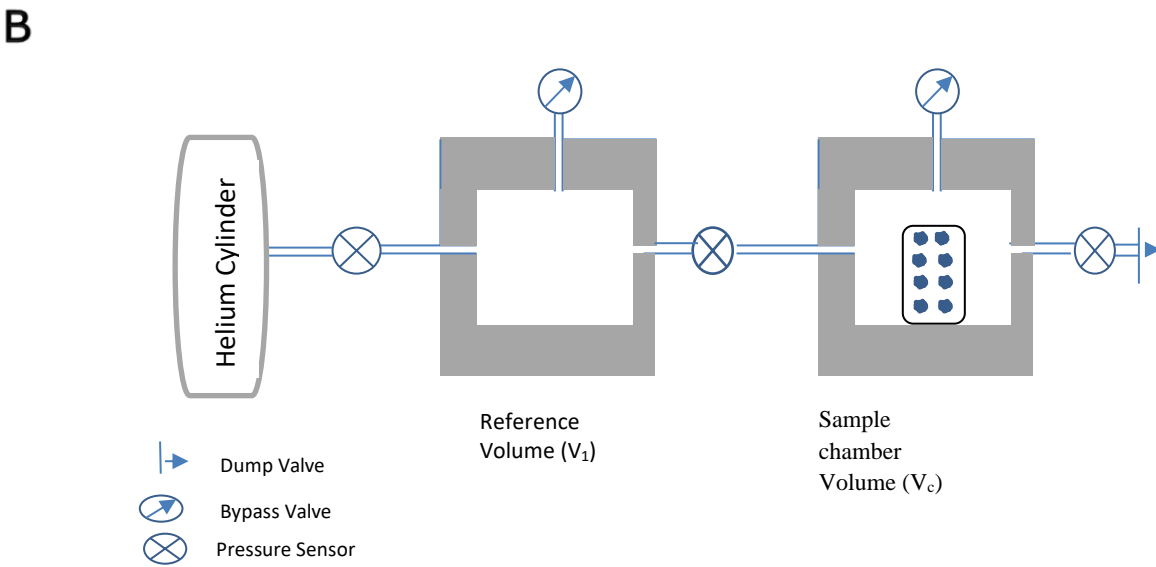 B
Helium Cylinder
Reference
Volume (V₁)
Sample
chamber
Volume (Vc)
Dump Valve
Bypass Valve
Pressure Sensor